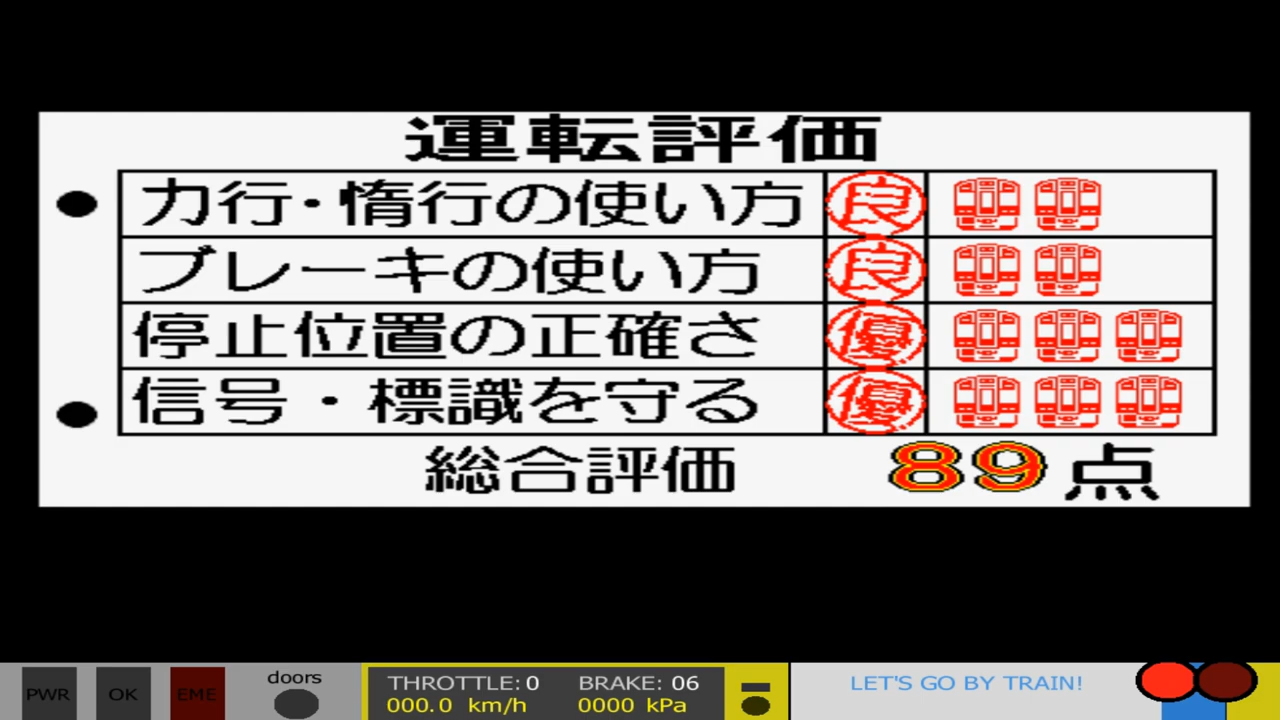 運転評価
力行・惰行の使い方 良
ブレーキの使い方 良
停止位置の正確さ 優
信号・標識を守る 優
総合評価 89点
PWR OK EME doors THROTTLE:0 BRAKE: 06 LET'S GO BY TRAIN!
000.0 km/h 0000 kPa